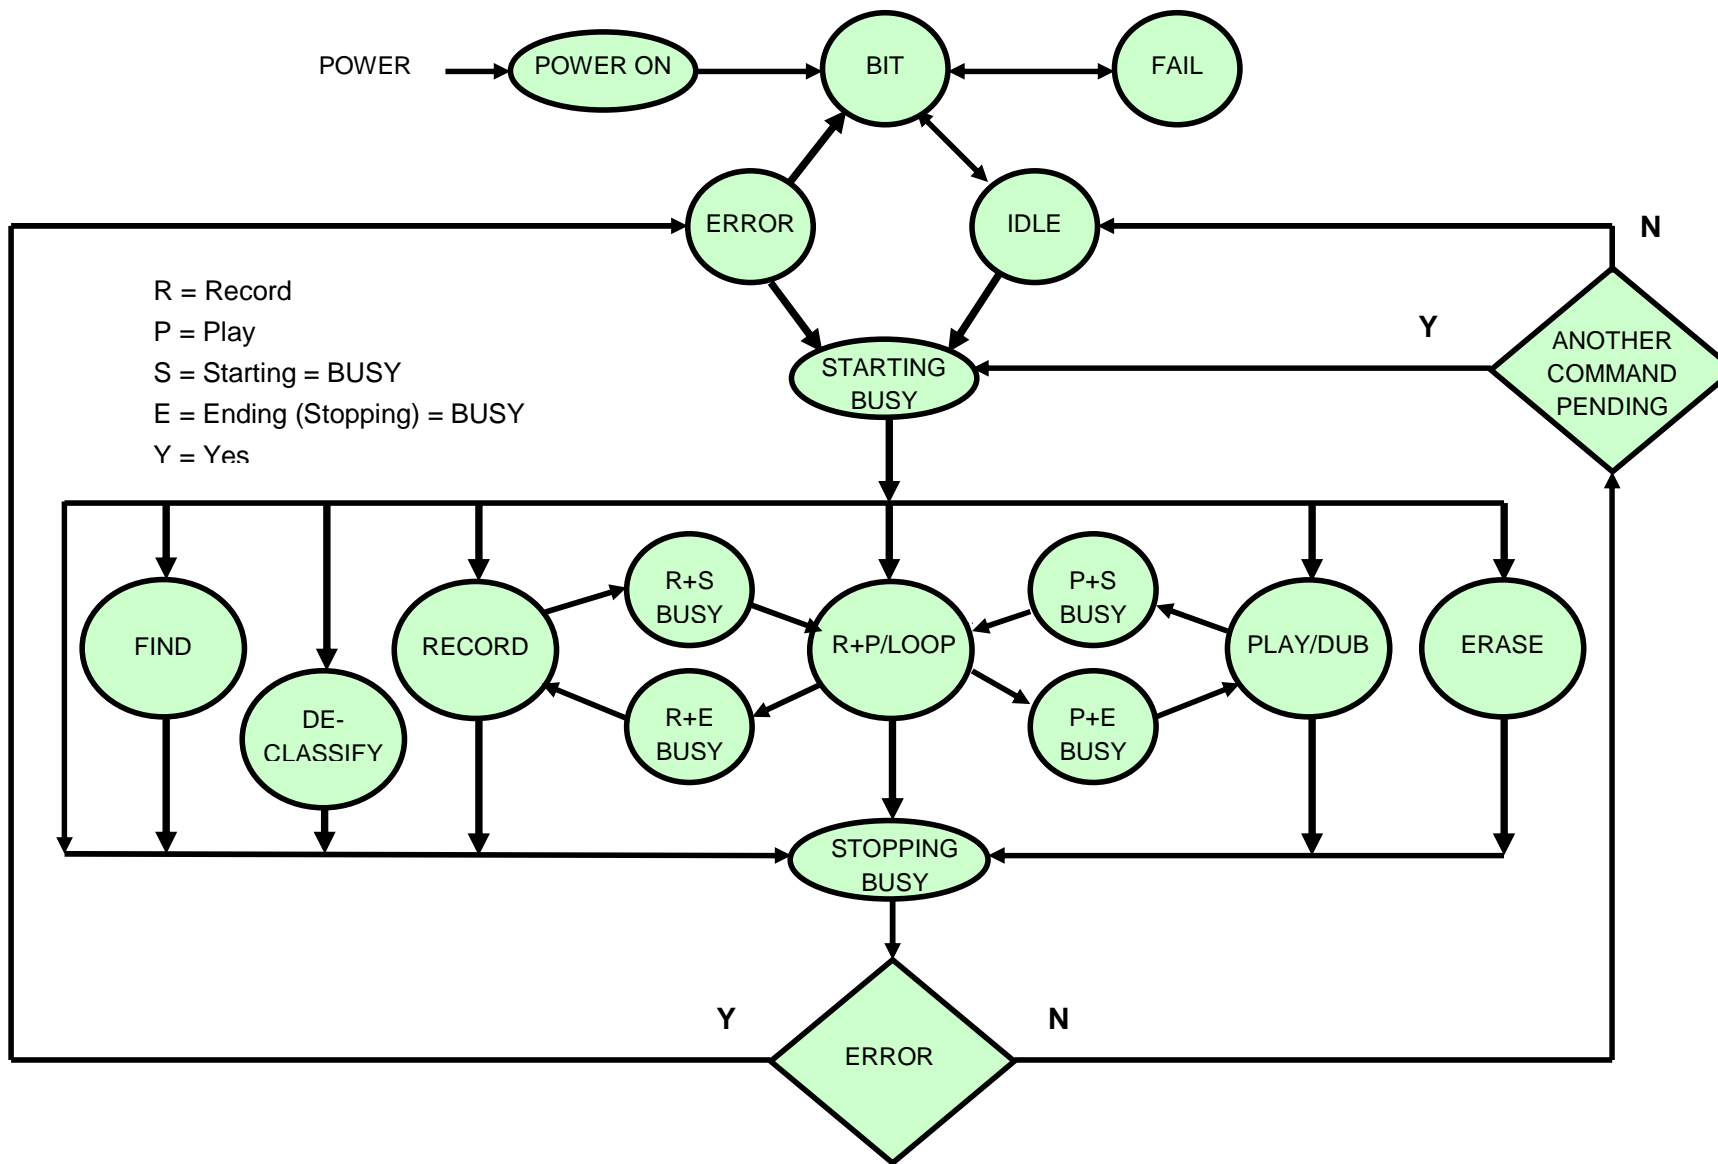 POWER
POWER ON
BIT
FAIL
ERROR
IDLE
N
R = Record
P = Play
S = Starting = BUSY
E = Ending (Stopping) = BUSY
Y = Yes
Y
STARTING
BUSY
ANOTHER
COMMAND
PENDING
FIND
DE-
CLASSIFY
RECORD
R+S
BUSY
R+E
BUSY
R+P/LOOP
P+S
BUSY
P+E
BUSY
PLAY/DUB
ERASE
STOPPING
BUSY
Y
N
ERROR